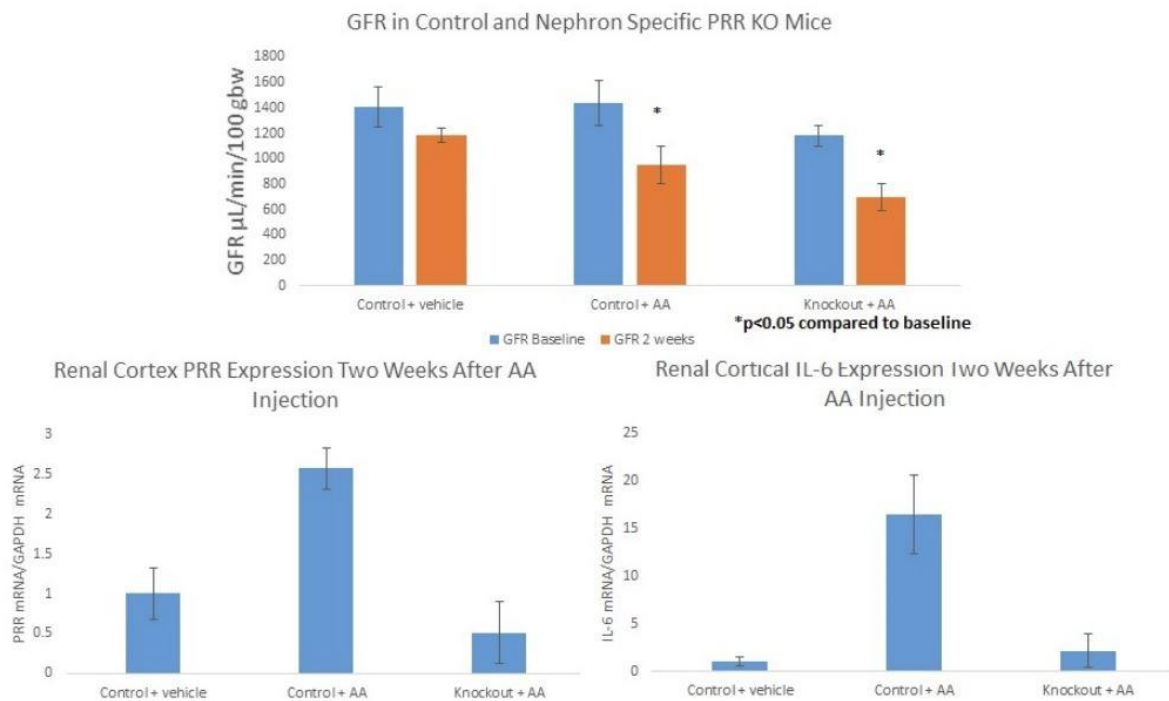 GFR in Control and Nephron Specific PRR KO Mice
1800
1600
1400
1200
1000
800
600
400
200
0
GFR µL/min/100 gbw
*
*
Control + vehicle
Control + AA
Knockout + AA
*p<0.05 compared to baseline
GFR Baseline
GFR 2 weeks
Renal Cortex PRR Expression Two Weeks After AA
Injection
3
2.5
2
1.5
1
0.5
0
PRR mRNA/GAPDH mRNA
Control + vehicle
Control + AA
Knockout + AA
Renal Cortical IL-6 Expression Two Weeks After
AA Injection
25
20
15
10
5
0
IL-6 mRNA/GAPDH mRNA
Control + vehicle
Control + AA
Knockout + AA